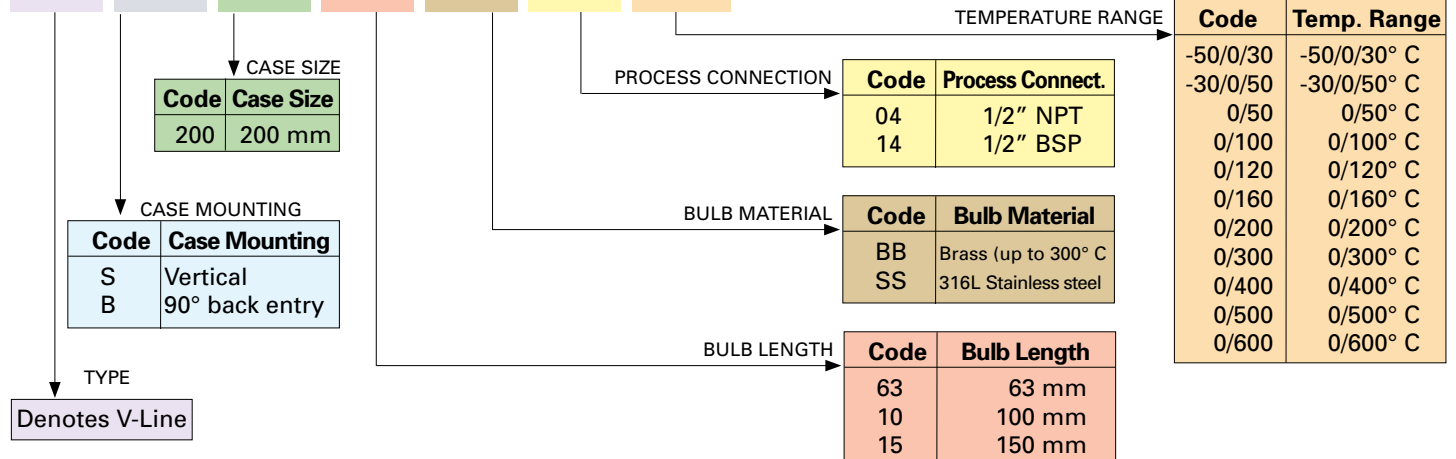 TEMPERATURE RANGE
Code Temp. Range
-50/0/30 -50/0/30° C
-30/0/50 -30/0/50° C
0/50 0/50° C
0/100 0/100° C
0/120 0/120° C
0/160 0/160° C
0/200 0/200° C
0/300 0/300° C
0/400 0/400° C
0/500 0/500° C
0/600 0/600° C
PROCESS CONNECTION
Code Process Connect.
04 1/2” NPT
14 1/2” BSP
CASE SIZE
Code Case Size
200 200 mm
BULB MATERIAL
Code Bulb Material
BB Brass (up to 300° C
SS 316L Stainless steel
CASE MOUNTING
Code Case Mounting
S Vertical
B 90° back entry
BULB LENGTH
Code Bulb Length
63 63 mm
10 100 mm
15 150 mm
TYPE
Denotes V-Line